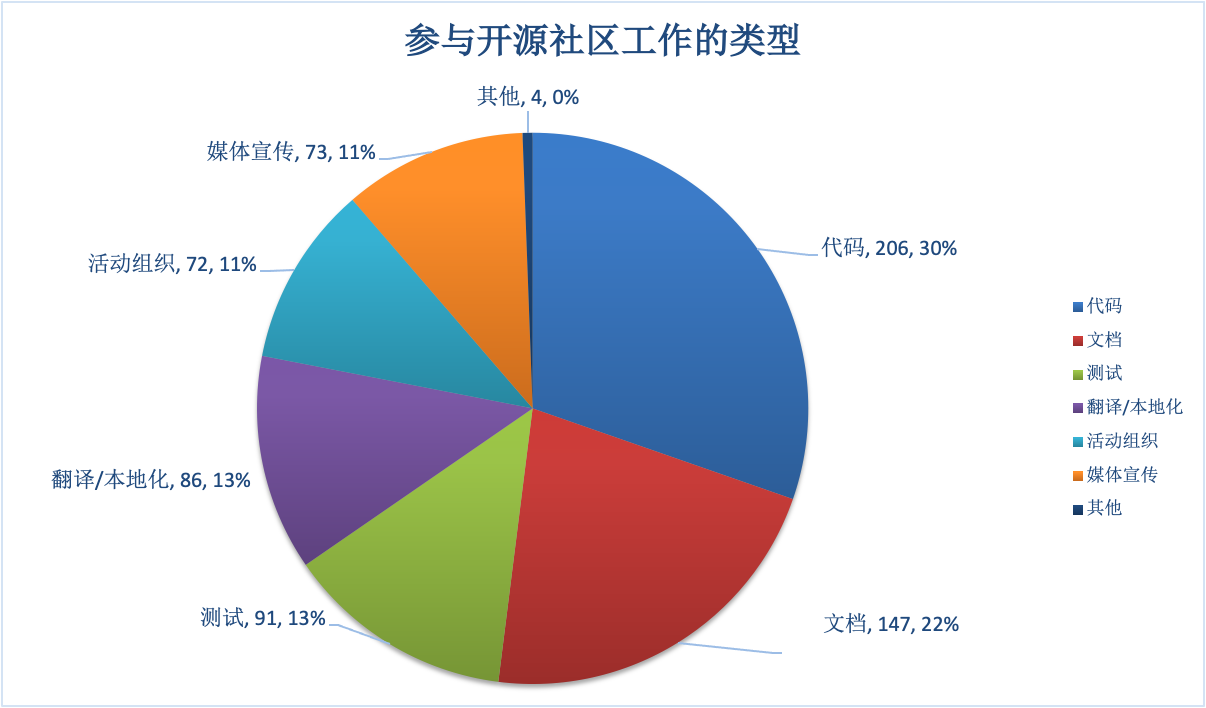 参与开源社区工作的类型
其他, 4, 0%
媒体宣传, 73, 11%
代码, 206, 30%
活动组织, 72, 11%
翻译/本地化, 86, 13%
测试, 91, 13%
文档, 147, 22%
代码
文档
测试
翻译/本地化
活动组织
媒体宣传
其他